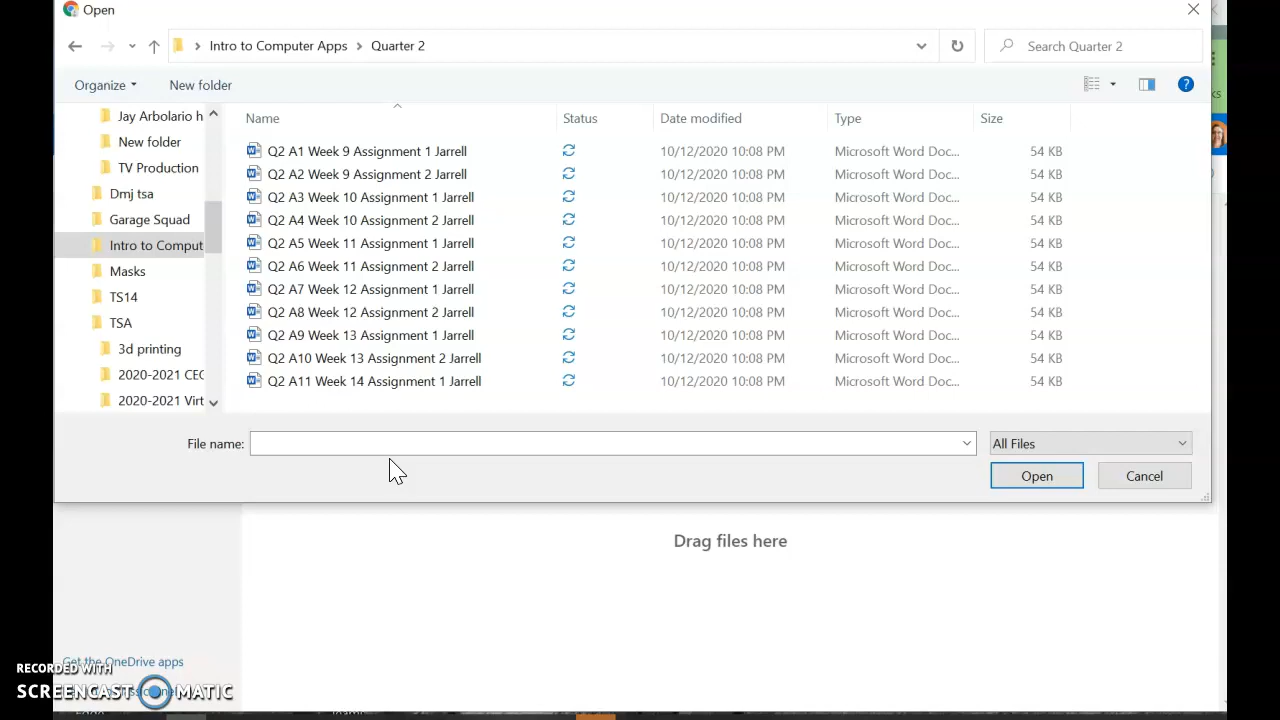 Open
Intro to Computer Apps > Quarter 2
Search Quarter 2
Organize
New folder
Name Status Date modified Type Size
Jay Arbolario h
New folder
TV Production
Dmj tsa
Garage Squad
Intro to Comput
Masks
TS14
TSA
3d printing
2020-2021 CEC
2020-2021 Virt
Q2 A1 Week 9 Assignment 1 Jarrell 10/12/2020 10:08 PM Microsoft Word Doc... 54 KB
Q2 A2 Week 9 Assignment 2 Jarrell 10/12/2020 10:08 PM Microsoft Word Doc... 54 KB
Q2 A3 Week 10 Assignment 1 Jarrell 10/12/2020 10:08 PM Microsoft Word Doc... 54 KB
Q2 A4 Week 10 Assignment 2 Jarrell 10/12/2020 10:08 PM Microsoft Word Doc... 54 KB
Q2 A5 Week 11 Assignment 1 Jarrell 10/12/2020 10:08 PM Microsoft Word Doc... 54 KB
Q2 A6 Week 11 Assignment 2 Jarrell 10/12/2020 10:08 PM Microsoft Word Doc... 54 KB
Q2 A7 Week 12 Assignment 1 Jarrell 10/12/2020 10:08 PM Microsoft Word Doc... 54 KB
Q2 A8 Week 12 Assignment 2 Jarrell 10/12/2020 10:08 PM Microsoft Word Doc... 54 KB
Q2 A9 Week 13 Assignment 1 Jarrell 10/12/2020 10:08 PM Microsoft Word Doc... 54 KB
Q2 A10 Week 13 Assignment 2 Jarrell 10/12/2020 10:08 PM Microsoft Word Doc... 54 KB
Q2 A11 Week 14 Assignment 1 Jarrell 10/12/2020 10:08 PM Microsoft Word Doc... 54 KB
File name:
All Files
Open
Cancel
Drag files here
Get the OneDrive apps
RECORDED WITH
SCREENCAST MATIC